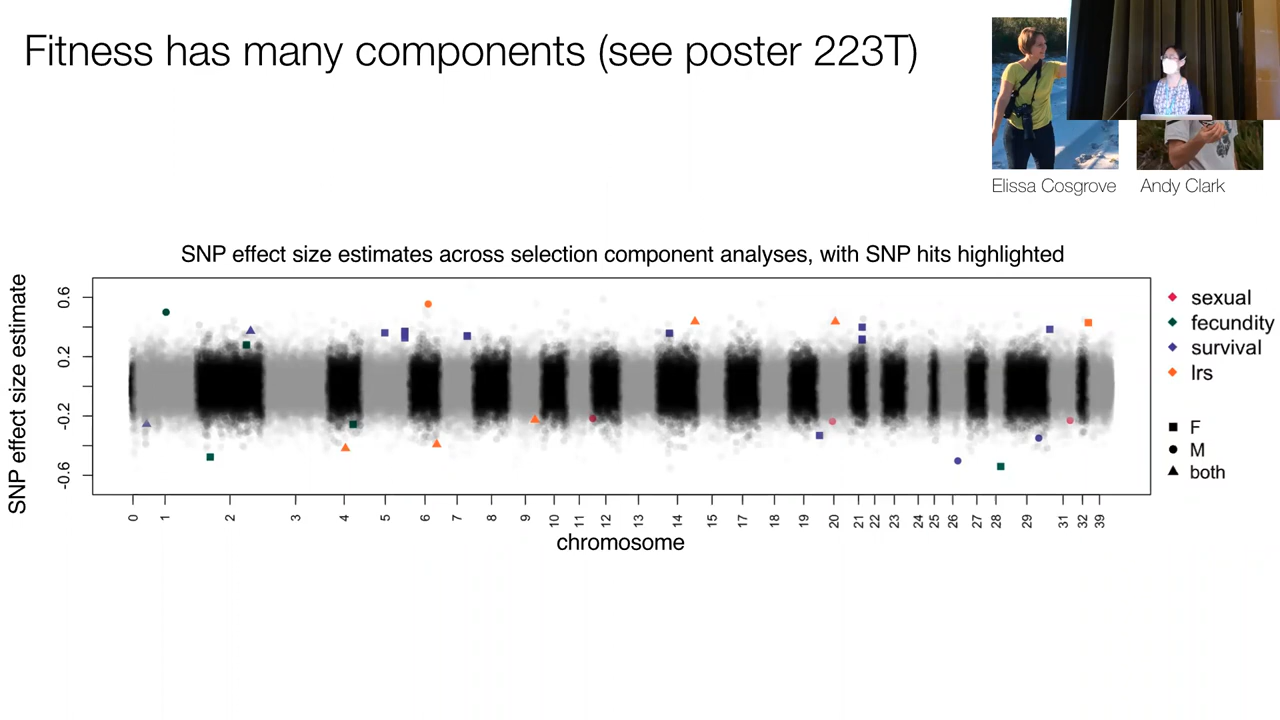 Fitness has many components (see poster 223T)
Elissa Cosgrove
Andy Clark
SNP effect size estimates across selection component analyses, with SNP hits highlighted
SNP effect size estimate
0.6
0.2
-0.2
-0.6
0 1 2 3 4 5 6 7 8 9 10 11 12 13 14 15 17 18 19 20 21 22 23 24 25 26 27 28 29 31 32 39
chromosome
sexual
fecundity
survival
lrs
F
M
both